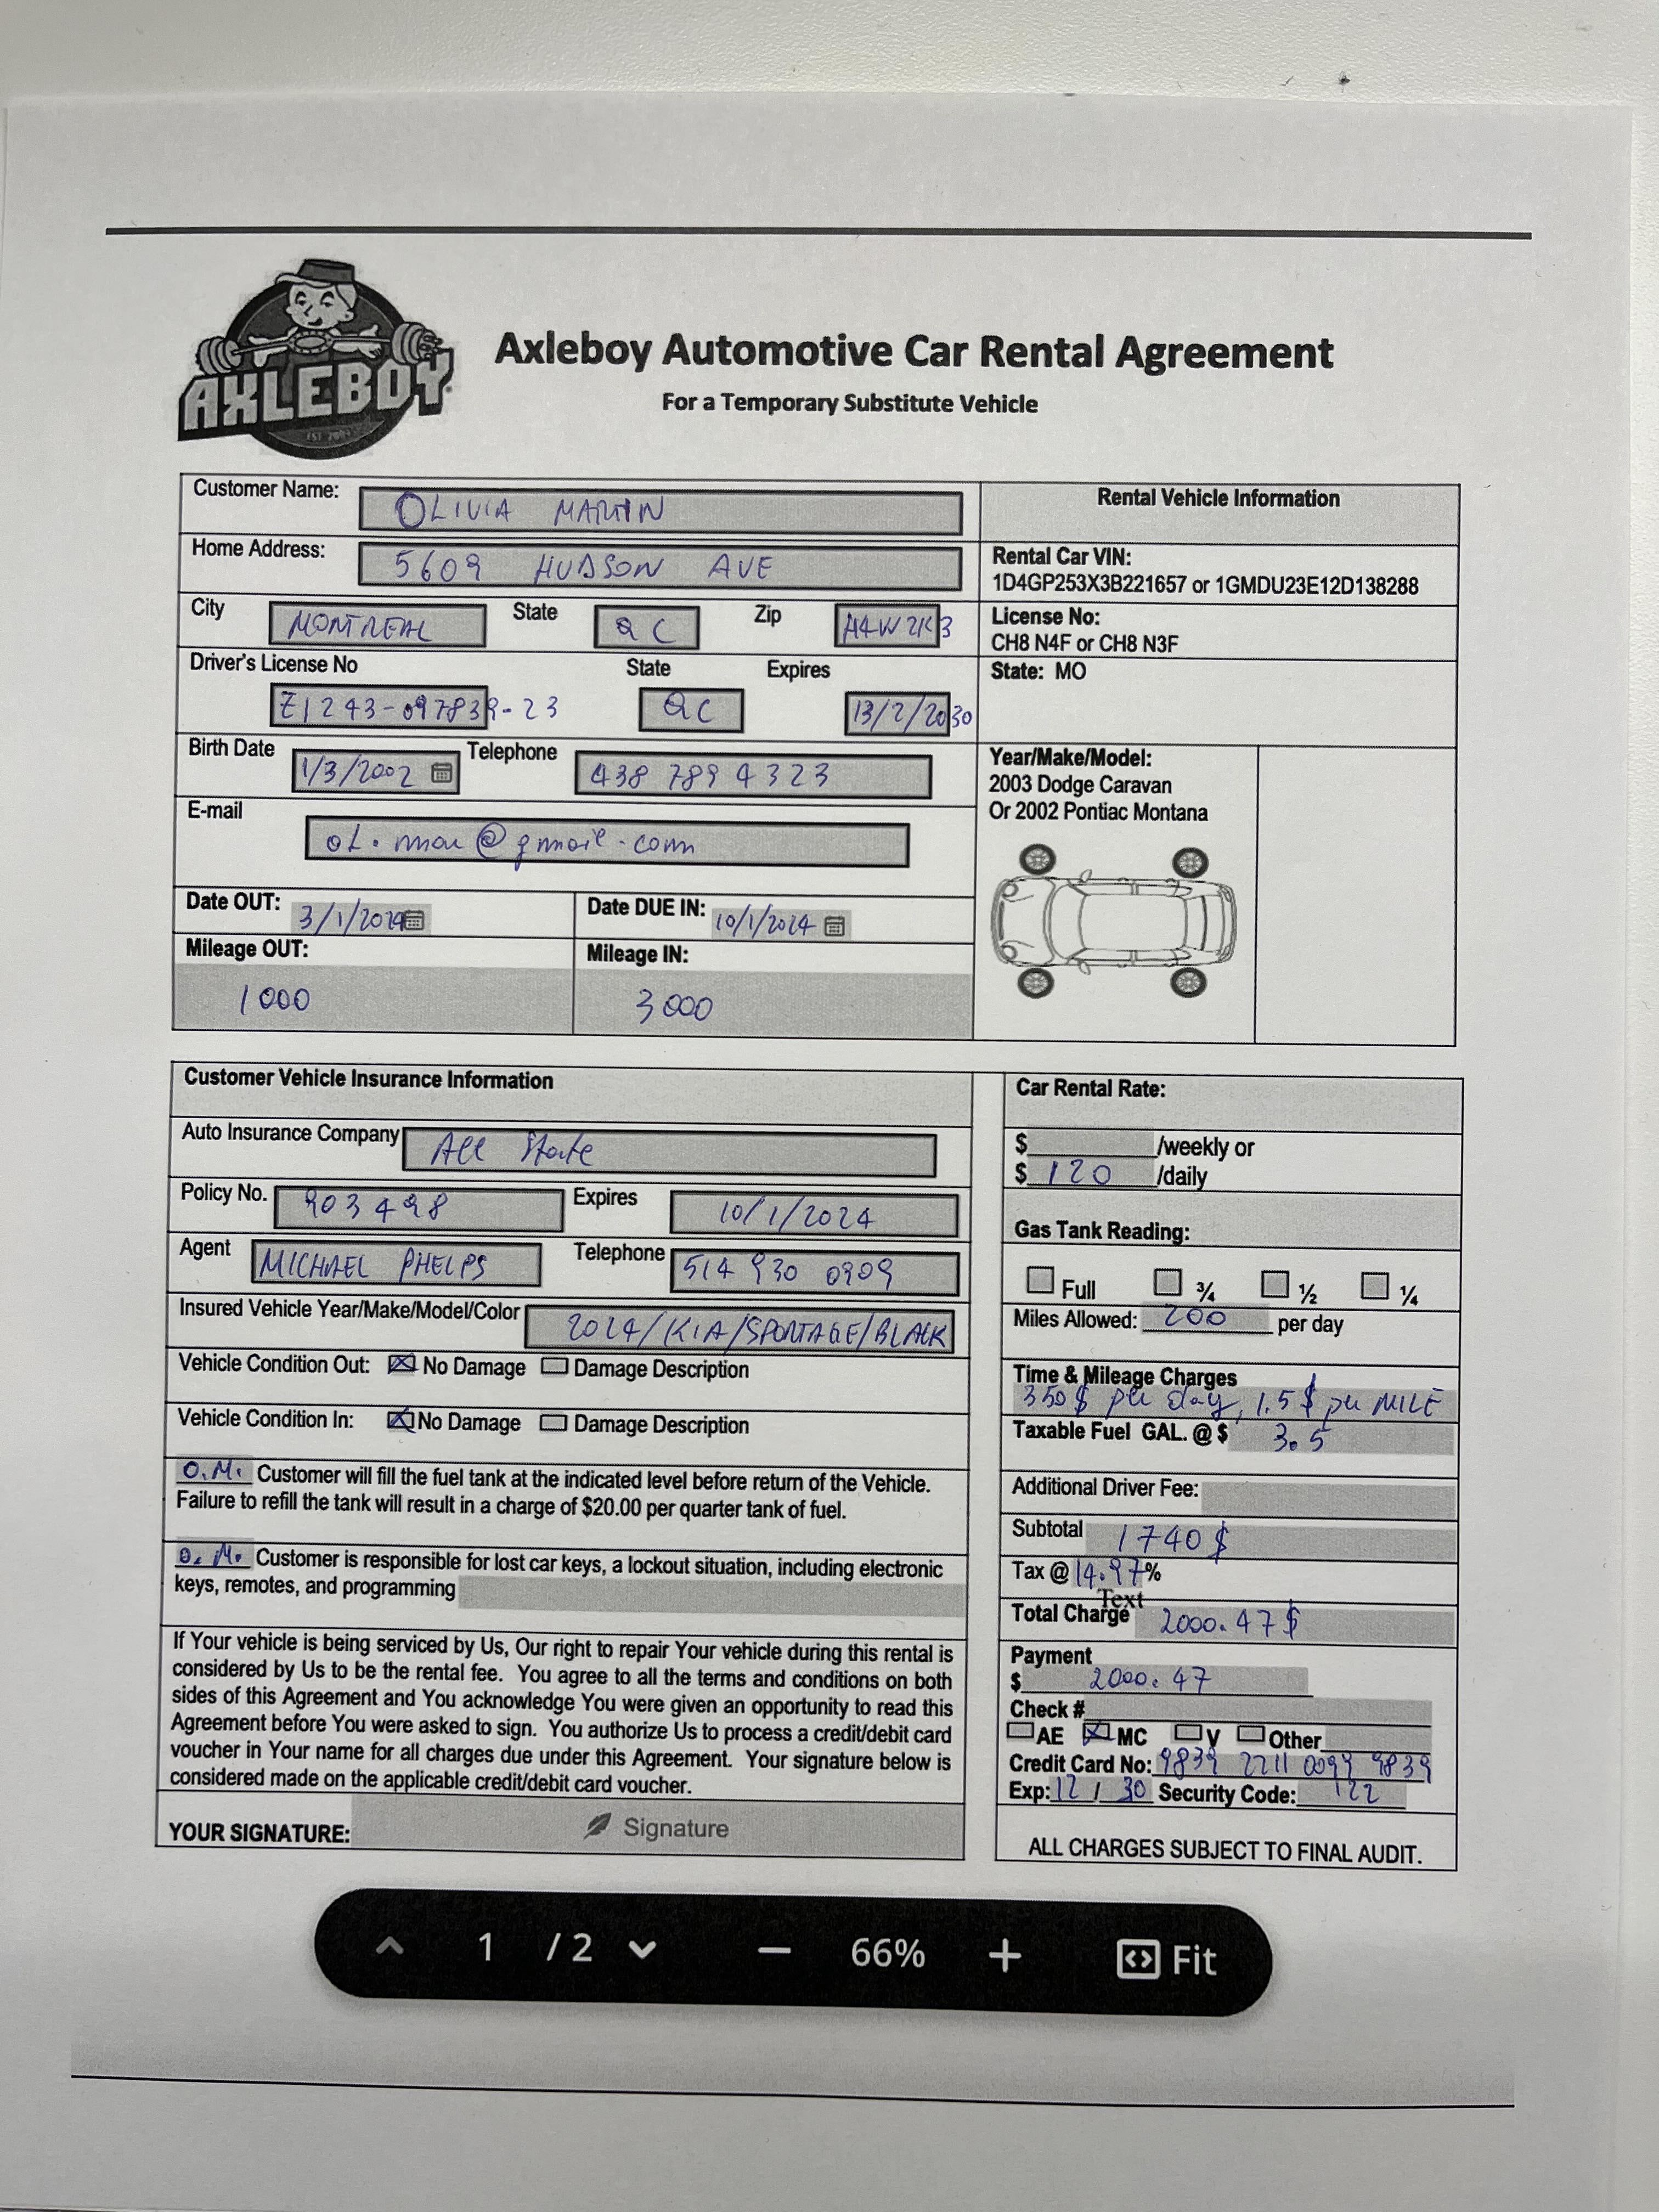 AXLEBOY
EST. 2009
Axleboy Automotive Car Rental Agreement
For a Temporary Substitute Vehicle
Customer Name: OLIVIA MARTIN
Home Address: 5609 HUDSON AVE
City MONTREAL State QC Zip H4W 2K3
Driver's License No State Expires
Z1243-097839-23 QC 13/2/2030
Birth Date 1/3/2002 Telephone 438 789 4323
E-mail
ol.mar@gmail.com
Date OUT: 3/1/2024 Date DUE IN: 10/1/2024
Mileage OUT: Mileage IN:
1000 3000
Rental Vehicle Information
Rental Car VIN:
1D4GP253X3B221657 or 1GMDU23E12D138288
License No:
CH8 N4F or CH8 N3F
State: MO
Year/Make/Model:
2003 Dodge Caravan
Or 2002 Pontiac Montana
Customer Vehicle Insurance Information
Auto Insurance Company All State
Policy No. 903498 Expires 10/1/2024
Agent MICHAEL PHELPS Telephone 514 930 0909
Insured Vehicle Year/Make/Model/Color 2024/KIA/SPORTAGE/BLACK
Vehicle Condition Out: No Damage Damage Description
Vehicle Condition In: No Damage Damage Description
O.M. Customer will fill the fuel tank at the indicated level before return of the Vehicle.
Failure to refill the tank will result in a charge of $20.00 per quarter tank of fuel.
O.M. Customer is responsible for lost car keys, a lockout situation, including electronic
keys, remotes, and programming
If Your vehicle is being serviced by Us, Our right to repair Your vehicle during this rental is
considered by Us to be the rental fee. You agree to all the terms and conditions on both
sides of this Agreement and You acknowledge You were given an opportunity to read this
Agreement before You were asked to sign. You authorize Us to process a credit/debit card
voucher in Your name for all charges due under this Agreement. Your signature below is
considered made on the applicable credit/debit card voucher.
YOUR SIGNATURE: Signature
Car Rental Rate:
$ /weekly or
$ 120 /daily
Gas Tank Reading:
Full ¾ ½ ¼
Miles Allowed: 200 per day
Time & Mileage Charges
350$ per day, 1.5$ per MILE
Taxable Fuel GAL. @ $ 3.5
Additional Driver Fee:
Subtotal 1740$
Tax @ 14.97%
Text
Total Charge 2000.47$
Payment
$ 2000.47
Check #
AE MC V Other
Credit Card No: 9839 2211 0099 9839
Exp: 12 / 30 Security Code: 122
ALL CHARGES SUBJECT TO FINAL AUDIT.
1 / 2 66% Fit